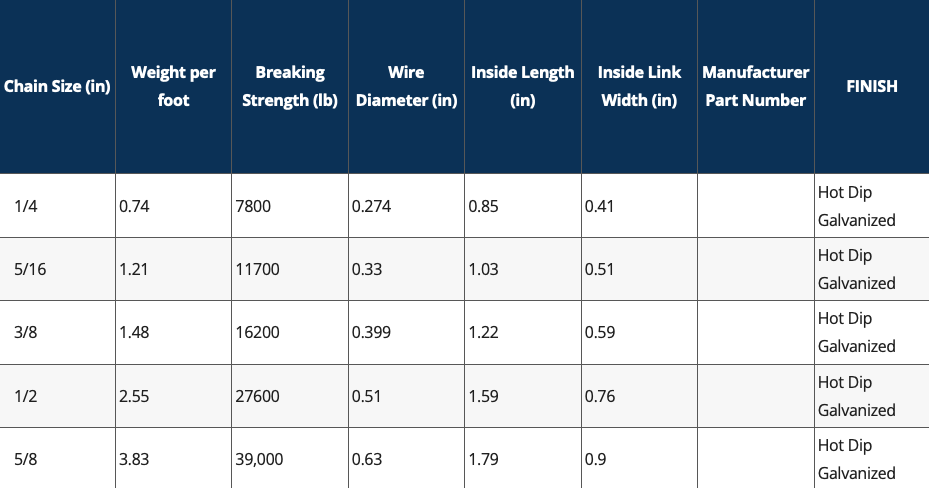 Chain Size (in) Weight per foot Breaking Strength (lb) Wire Diameter (in) Inside Length (in) Inside Link Width (in) Manufacturer Part Number FINISH
1/4 0.74 7800 0.274 0.85 0.41 Hot Dip Galvanized
5/16 1.21 11700 0.33 1.03 0.51 Hot Dip Galvanized
3/8 1.48 16200 0.399 1.22 0.59 Hot Dip Galvanized
1/2 2.55 27600 0.51 1.59 0.76 Hot Dip Galvanized
5/8 3.83 39,000 0.63 1.79 0.9 Hot Dip Galvanized